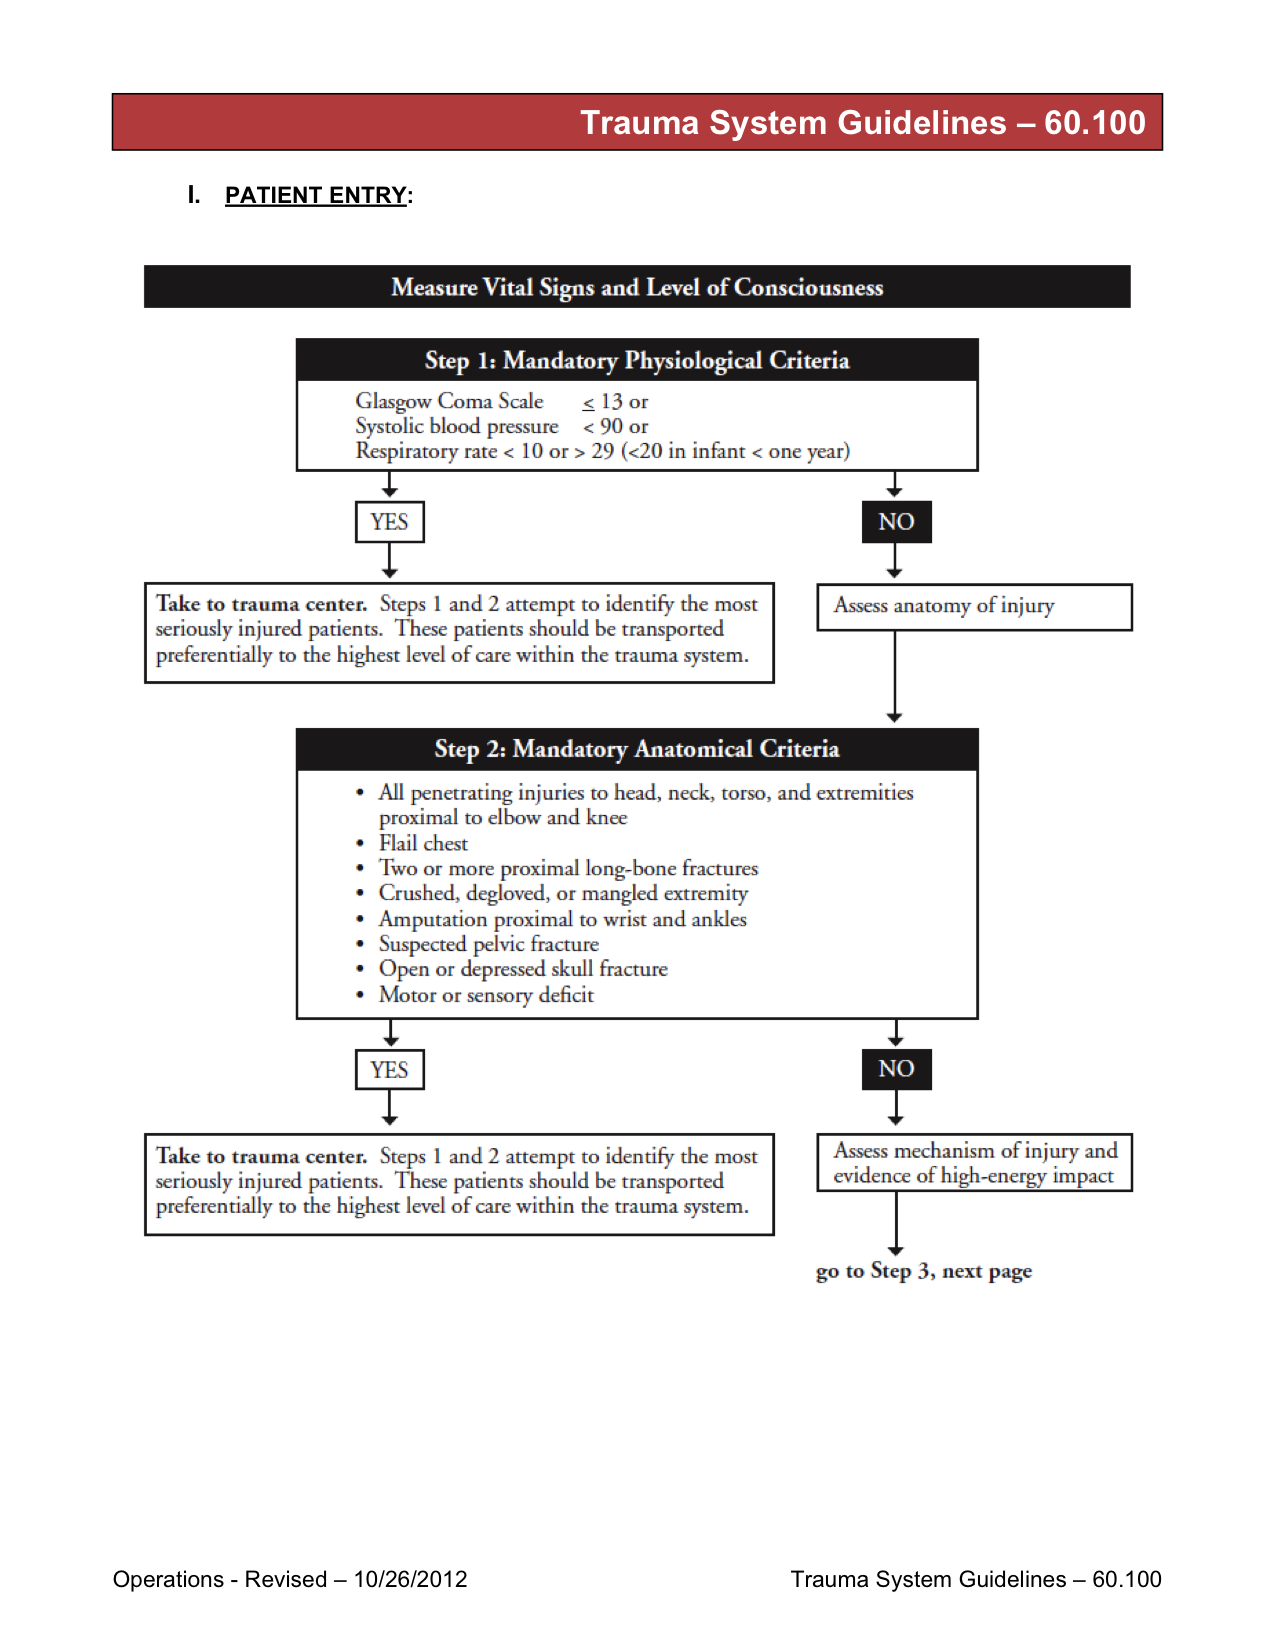 Trauma System Guidelines – 60.100
I. PATIENT ENTRY:
Measure Vital Signs and Level of Consciousness
Step 1: Mandatory Physiological Criteria
Glasgow Coma Scale ≤ 13 or
Systolic blood pressure < 90 or
Respiratory rate < 10 or > 29 (<20 in infant < one year)
YES
NO
Take to trauma center. Steps 1 and 2 attempt to identify the most
seriously injured patients. These patients should be transported
preferentially to the highest level of care within the trauma system.
Assess anatomy of injury
Step 2: Mandatory Anatomical Criteria
• All penetrating injuries to head, neck, torso, and extremities
proximal to elbow and knee
• Flail chest
• Two or more proximal long-bone fractures
• Crushed, degloved, or mangled extremity
• Amputation proximal to wrist and ankles
• Suspected pelvic fracture
• Open or depressed skull fracture
• Motor or sensory deficit
YES
NO
Take to trauma center. Steps 1 and 2 attempt to identify the most
seriously injured patients. These patients should be transported
preferentially to the highest level of care within the trauma system.
Assess mechanism of injury and
evidence of high-energy impact
go to Step 3, next page
Operations - Revised – 10/26/2012
Trauma System Guidelines – 60.100